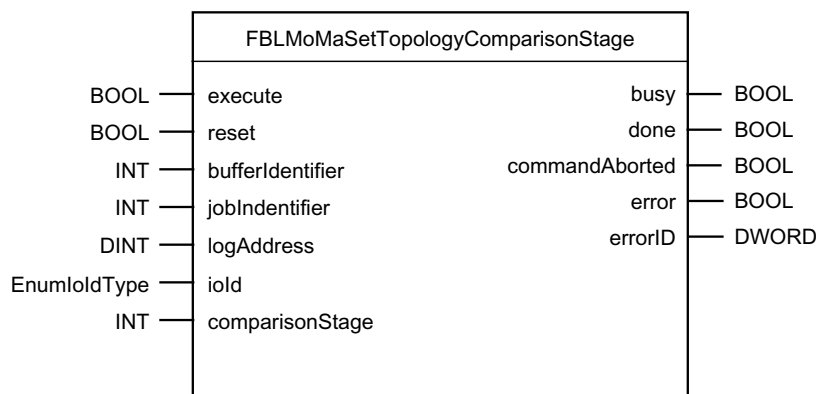 FBLMoMaSetTopologyComparisonStage
BOOL execute busy BOOL
BOOL reset done BOOL
INT bufferIdentifier commandAborted BOOL
INT jobIndentifier error BOOL
DINT logAddress errorID DWORD
EnumIoIdType ioId
INT comparisonStage